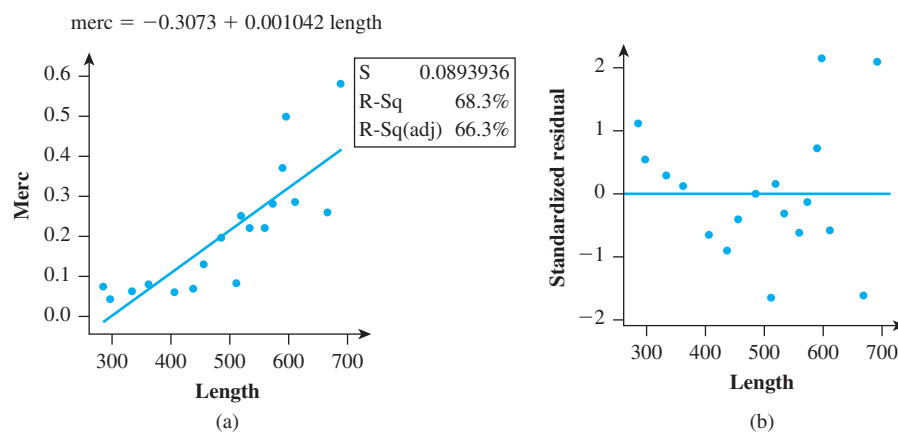 merc = −0.3073 + 0.001042 length
S 0.0893936
R-Sq 68.3%
R-Sq(adj) 66.3%
Merc
0.6
0.5
0.4
0.3
0.2
0.1
0.0
300 400 500 600 700
Length
(a)
Standardized residual
2
1
0
−1
−2
300 400 500 600 700
Length
(b)